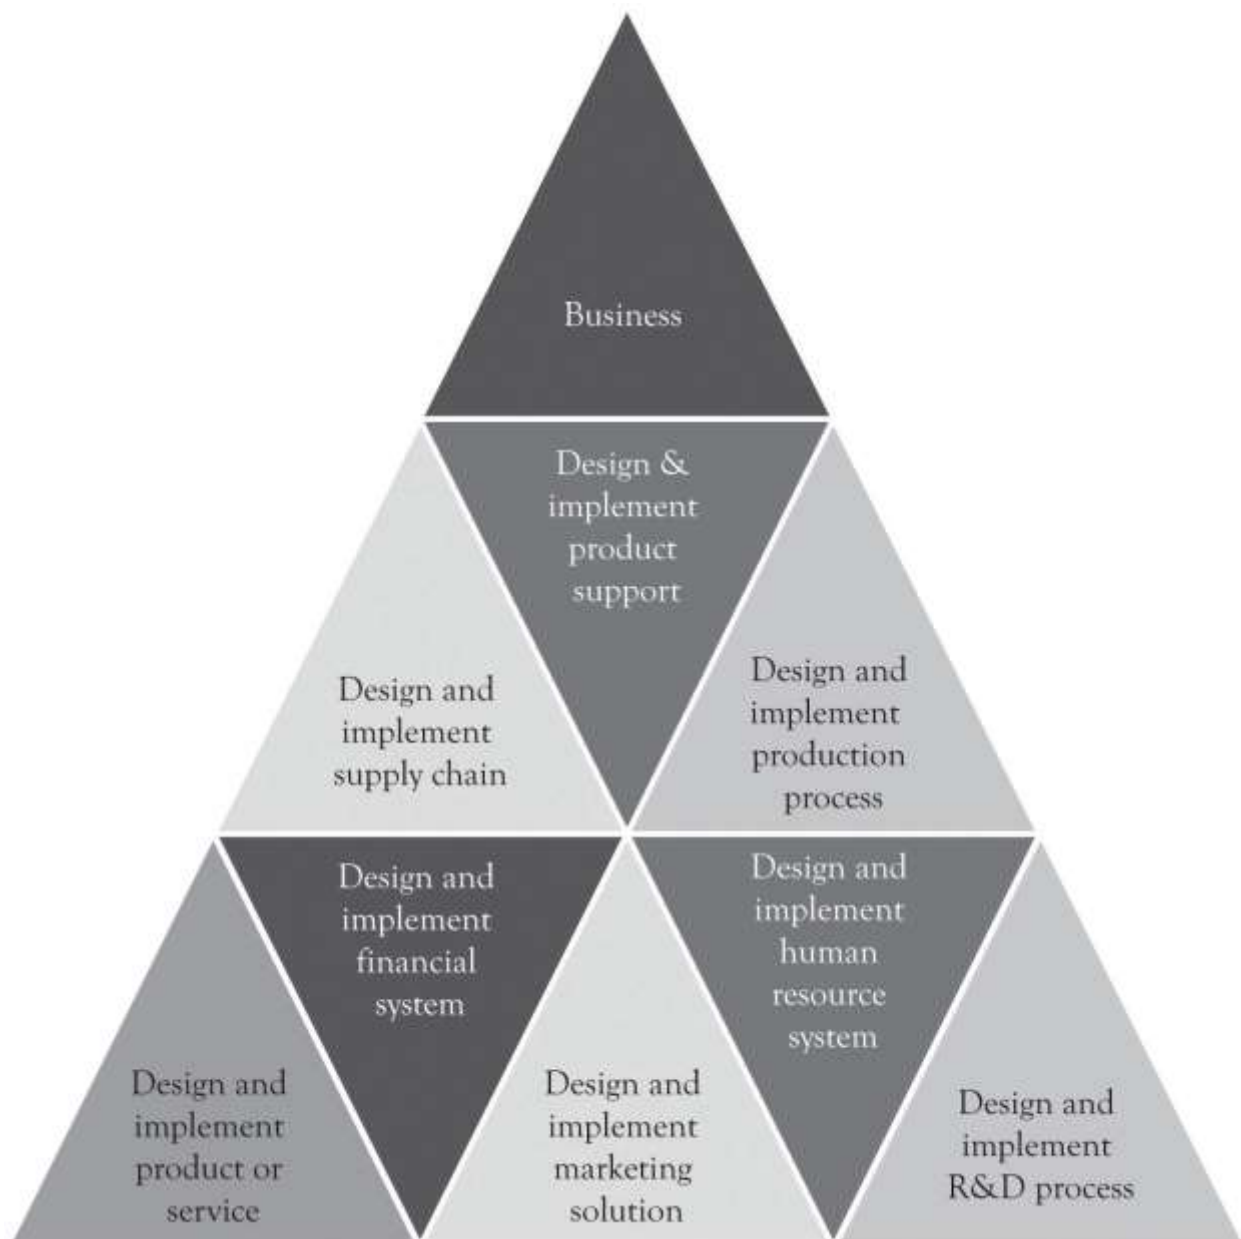 Business
Design &
implement
product
support
Design and
implement
supply chain
Design and
implement
production
process
Design and
implement
financial
system
Design and
implement
human
resource
system
Design and
implement
product or
service
Design and
implement
marketing
solution
Design and
implement
R&D process